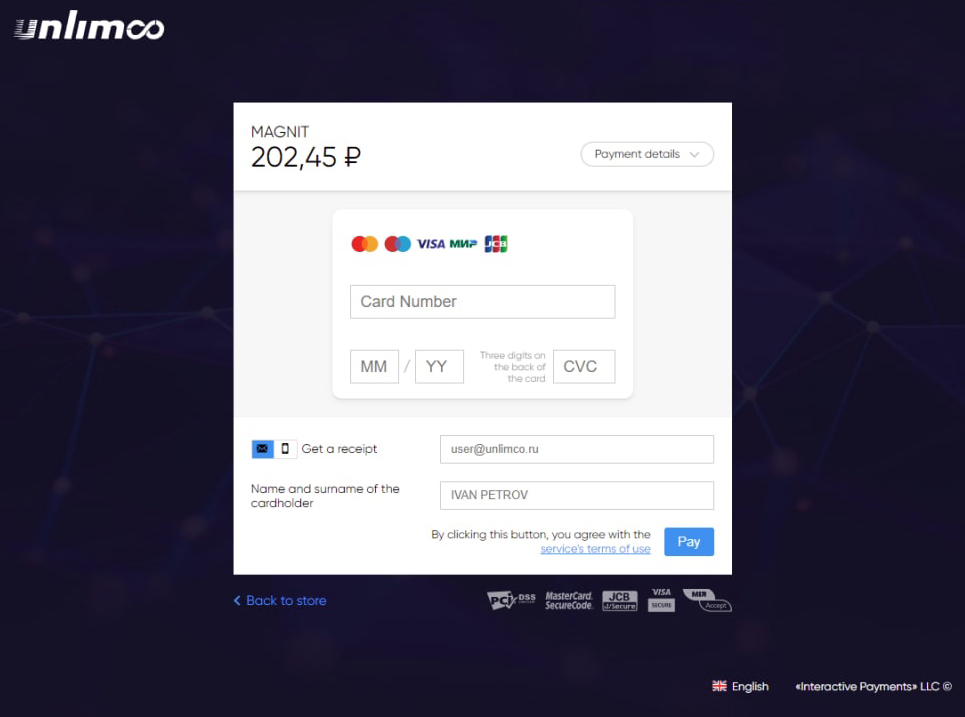 unlimco
MAGNIT
202,45 ₽
Payment details
VISA МИР JCB
Card Number
MM / YY
Three digits on
the back of
the card
CVC
Get a receipt
user@unlimco.ru
Name and surname of the
cardholder
IVAN PETROV
By clicking this button, you agree with the
service's terms of use
Pay
Back to store
PCI DSS
MasterCard.
SecureCode.
JCB
J/Secure
VISA
SECURE
MIR
Accept
English
«Interactive Payments» LLC ©